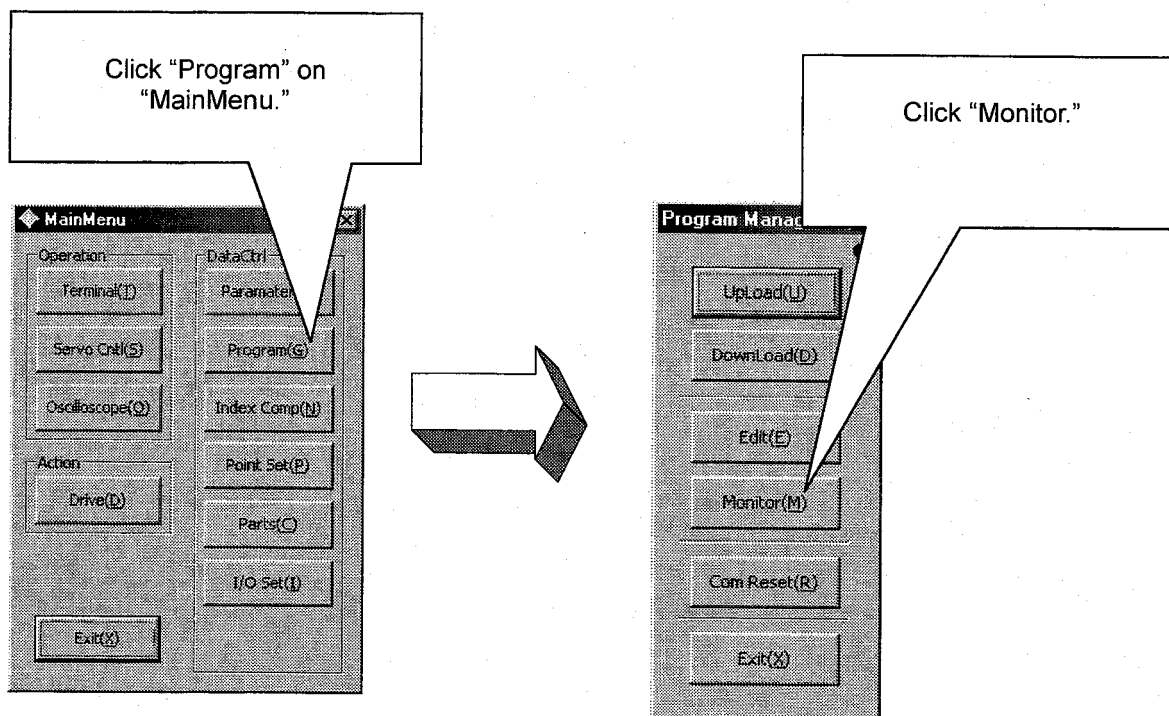 Click “Program” on
“MainMenu.”
Click “Monitor.”
MainMenu
Operation
Terminal(T)
Servo Cntl(S)
Oscilloscope(O)
Action
Drive(D)
Exit(X)
DataCtrl
Program(G)
Index Comp(N)
Point Set(P)
Parts(C)
I/O Set(I)
Program
UpLoad(U)
DownLoad(D)
Edit(E)
Monitor(M)
Com Reset(R)
Exit(X)